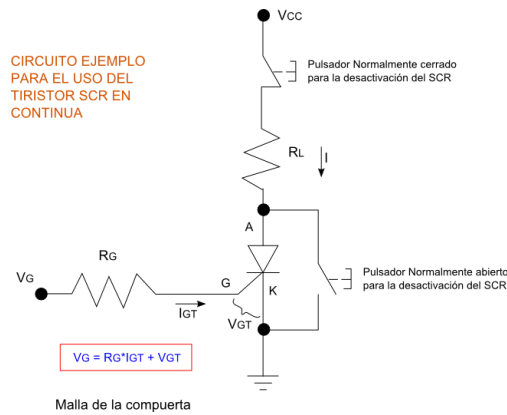 VCC
CIRCUITO EJEMPLO
PARA EL USO DEL
TIRISTOR SCR EN
CONTINUA
Pulsador Normalmente cerrado
para la desactivación del SCR
RL
I
A
RG
VG
G
K
IGT
VGT
Pulsador Normalmente abierto
para la desactivación del SCR
VG = RG*IGT + VGT
Malla de la compuerta